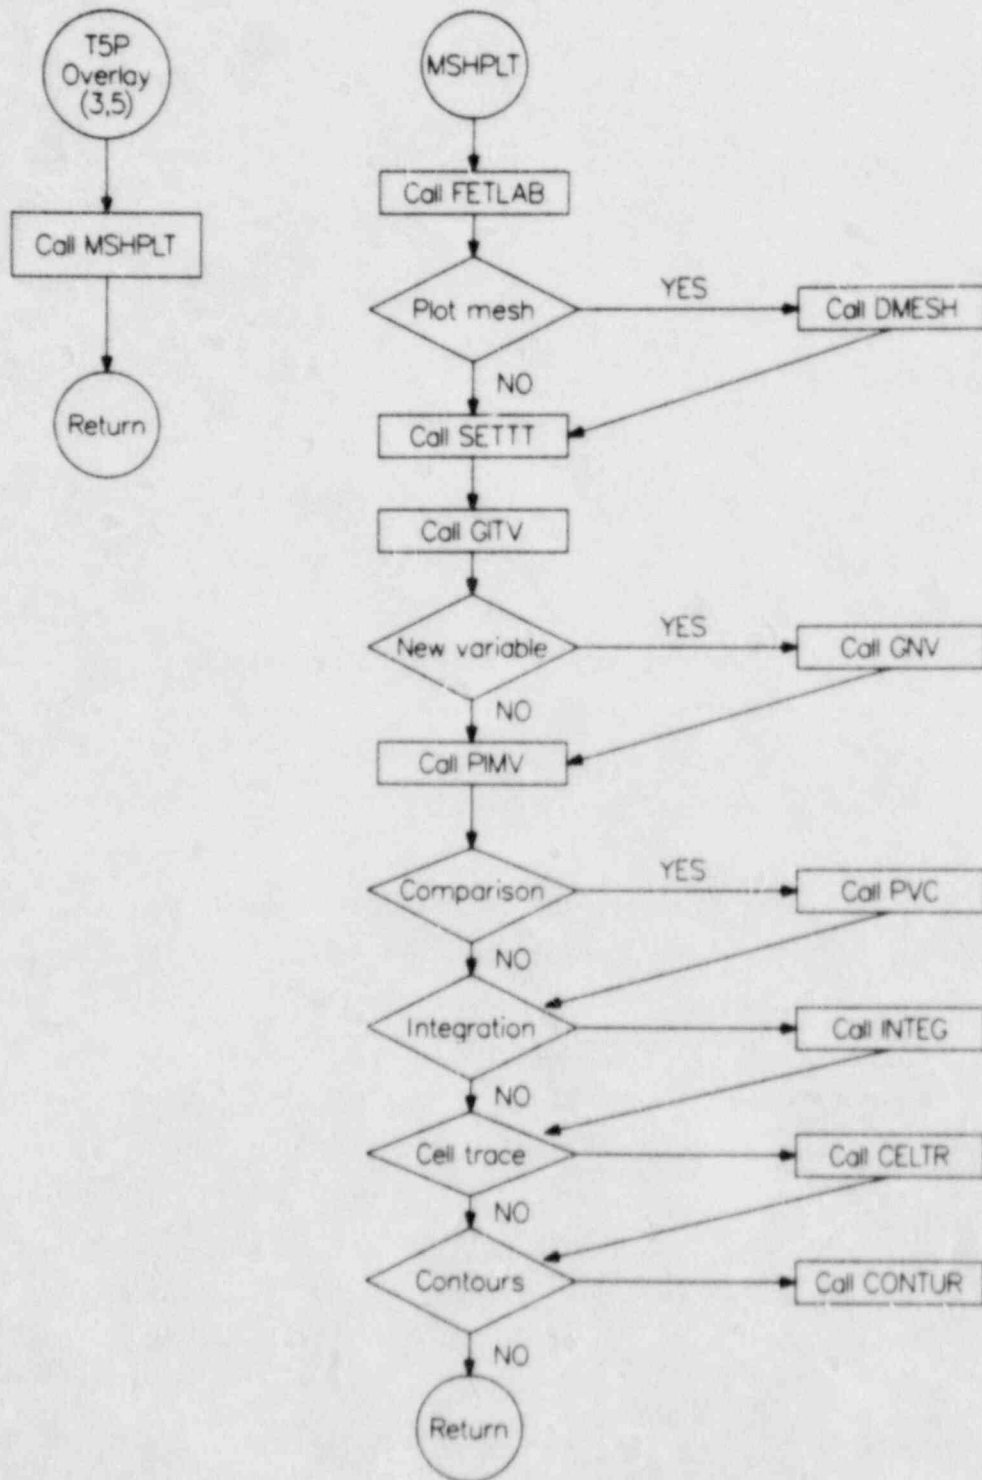 T5P
Overlay
(3,5)
Call MSHPLT
Return
MSHPLT
Call FETLAB
Plot mesh
YES
Call DMESH
NO
Call SETTT
Call GITV
New variable
YES
Call GNV
NO
Call PIMV
Comparison
YES
Call PVC
NO
Integration
Call INTEG
NO
Cell trace
Call CELTR
NO
Contours
Call CONTUR
NO
Return